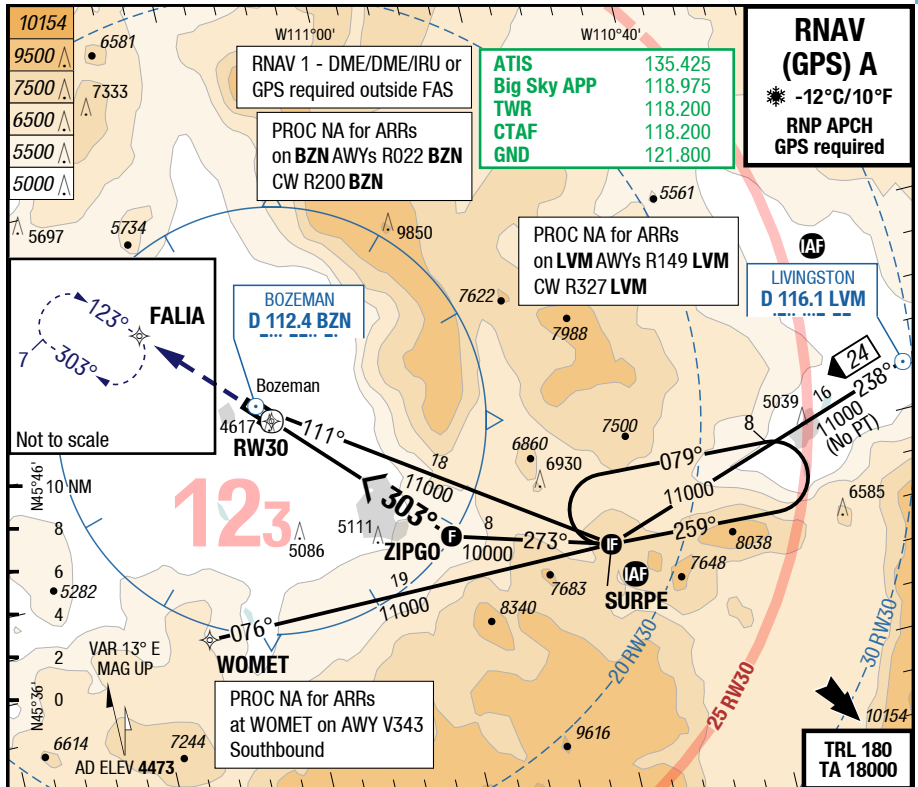 10154
9500
7500
6500
5500
5000
6581
7333
W111°00'
W110°40'
RNAV 1 - DME/DME/IRU or
GPS required outside FAS
PROC NA for ARRs
on BZN AWYs R022 BZN
CW R200 BZN
ATIS 135.425
Big Sky APP 118.975
TWR 118.200
CTAF 118.200
GND 121.800
RNAV
(GPS) A
-12°C/10°F
RNP APCH
GPS required
5697
5734
9850
5561
PROC NA for ARRs
on LVM AWYs R149 LVM
CW R327 LVM
IAF
LIVINGSTON
D 116.1 LVM
123°
FALIA
7
303°
Not to scale
BOZEMAN
D 112.4 BZN
7622
7988
24
238°
16
11000
(No PT)
5039
8
Bozeman
4617
RW30
111°
18
11000
7500
6860
6930
079°
11000
N45°46'
10 NM
8
6
4
2
0
N45°36'
123
303°
5111
5086
ZIPGO
F
8
10000
273°
IF
259°
8038
6585
7648
IAF
SURPE
7683
5282
19
11000
8340
076°
WOMET
VAR 13° E
MAG UP
PROC NA for ARRs
at WOMET on AWY V343
Southbound
20 RW30
25 RW30
30 RW30
10154
6614
7244
AD ELEV 4473
9616
TRL 180
TA 18000